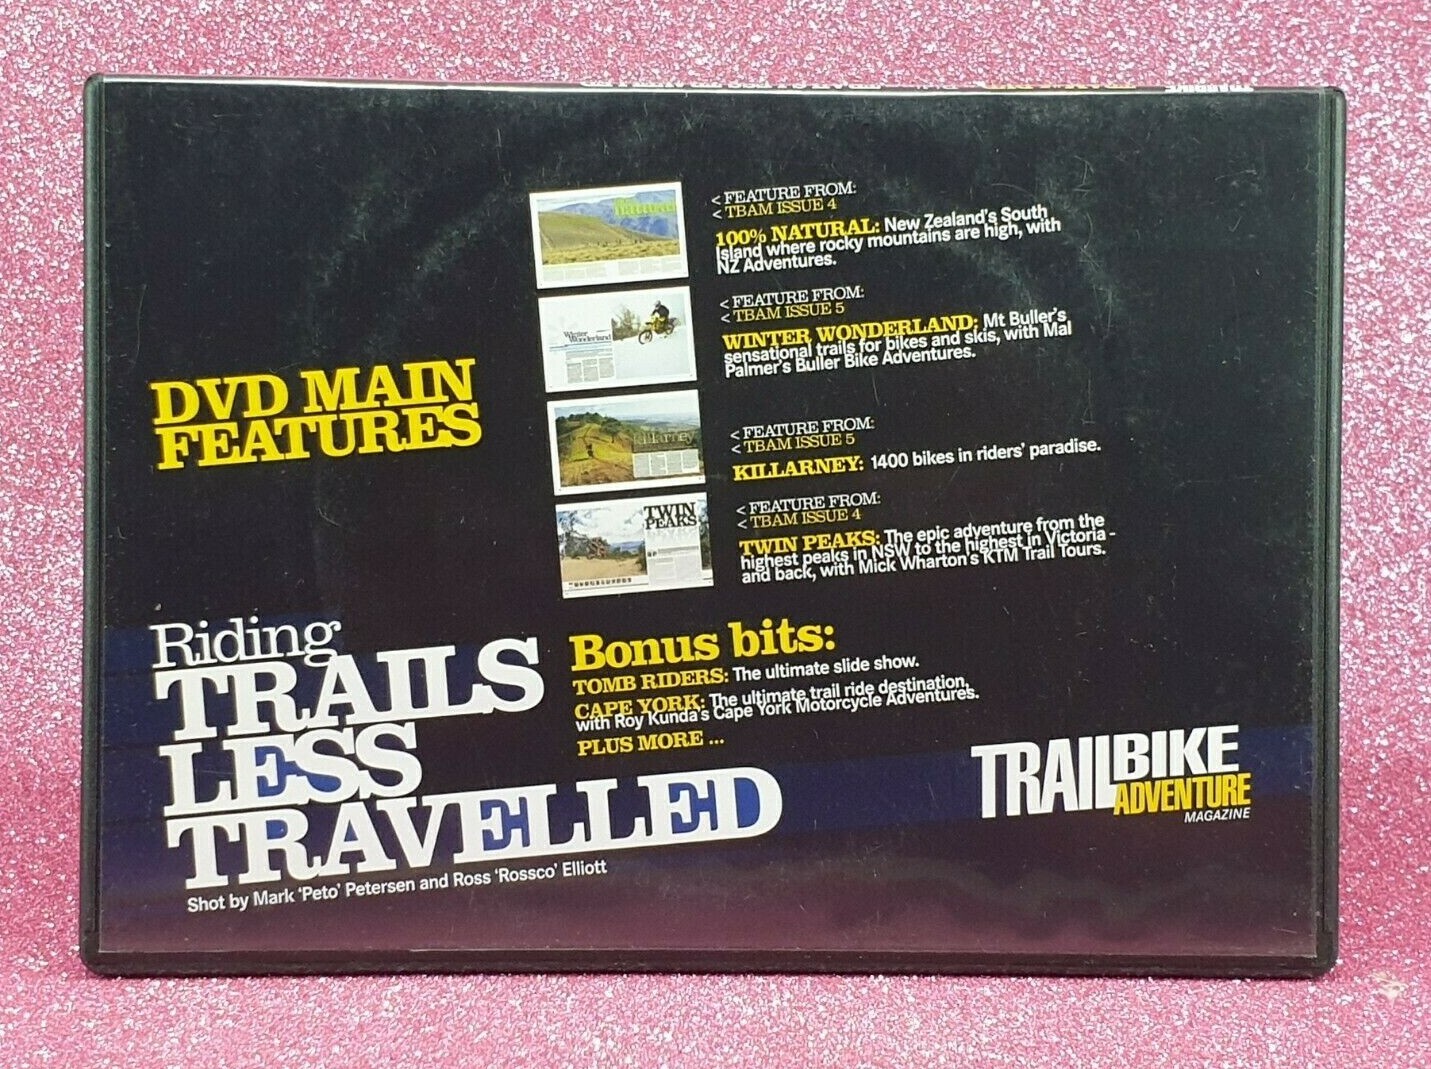 DVD MAIN
FEATURES
Natural
< FEATURE FROM:
< TBAM ISSUE 4
100% NATURAL: New Zealand's South
Island where rocky mountains are high, with
NZ Adventures.
Winter
Wonderland
< FEATURE FROM:
< TBAM ISSUE 5
WINTER WONDERLAND: Mt Buller's
sensational trails for bikes and skis, with Mal
Palmer's Buller Bike Adventures.
Killarney
< FEATURE FROM:
< TBAM ISSUE 5
KILLARNEY: 1400 bikes in riders' paradise.
TWIN
PEAKS
< FEATURE FROM:
< TBAM ISSUE 4
TWIN PEAKS: The epic adventure from the
highest peaks in NSW to the highest in Victoria -
and back, with Mick Wharton's KTM Trail Tours.
Riding
TRAILS
LESS
TRAVELLED
Shot by Mark 'Peto' Petersen and Ross 'Rossco' Elliott
Bonus bits:
TOMB RIDERS: The ultimate slide show.
CAPE YORK: The ultimate trail ride destination,
with Roy Kunda's Cape York Motorcycle Adventures.
PLUS MORE ...
TRAILBIKE
ADVENTURE
MAGAZINE